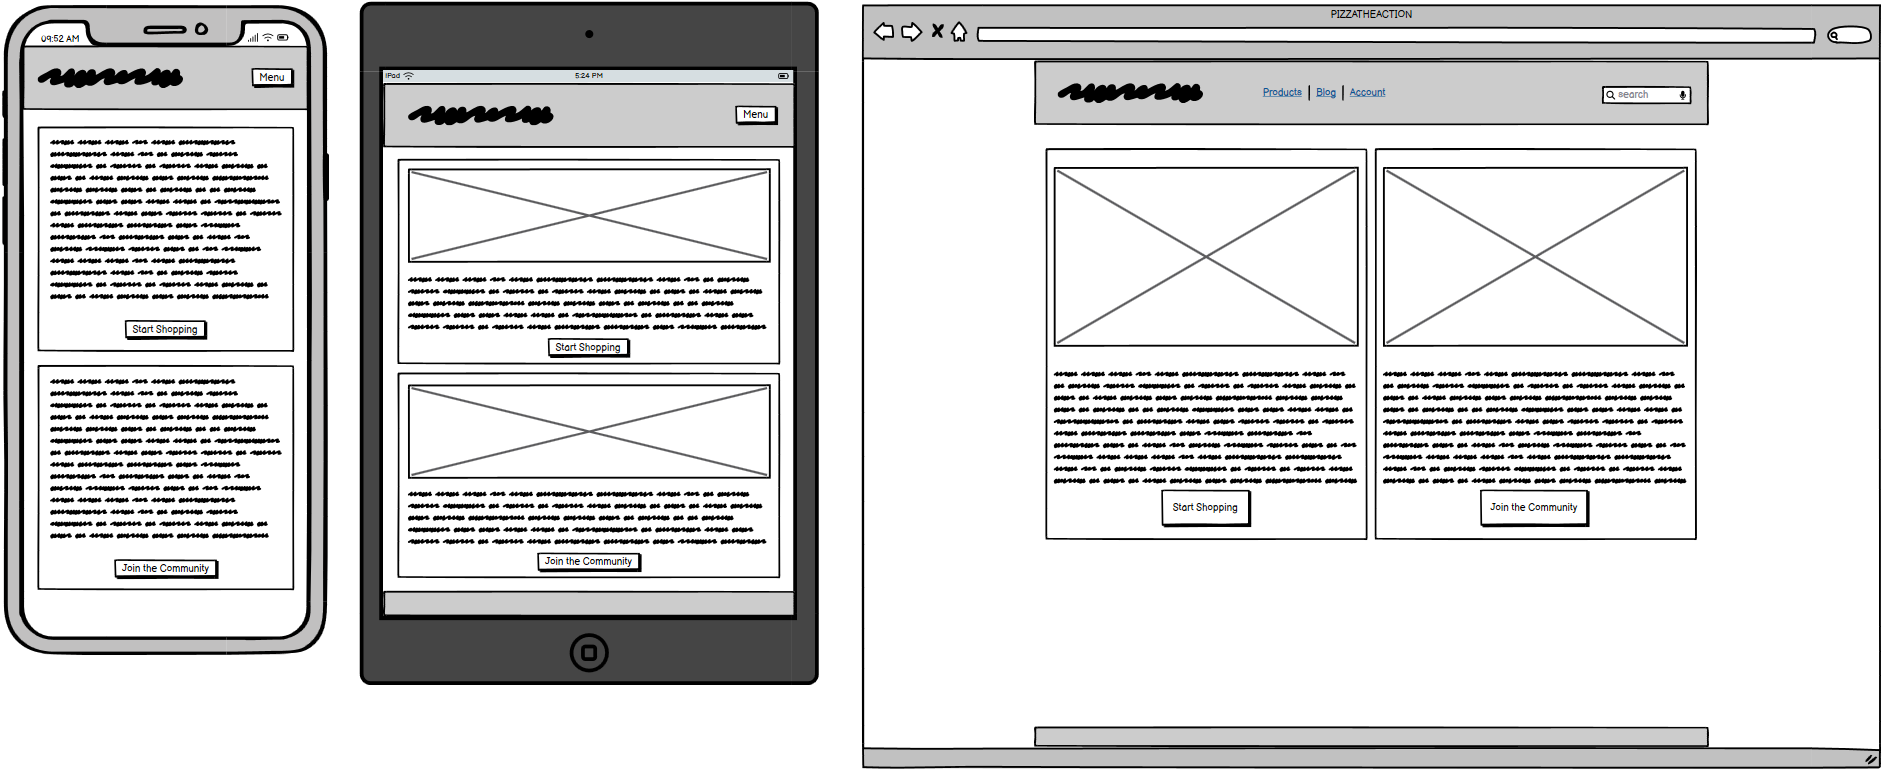 09:52 AM
Menu
Start Shopping
Join the Community
iPad
5:24 PM
Menu
Start Shopping
Join the Community
PIZZATHEACTION
Products | Blog | Account
search
Start Shopping
Join the Community